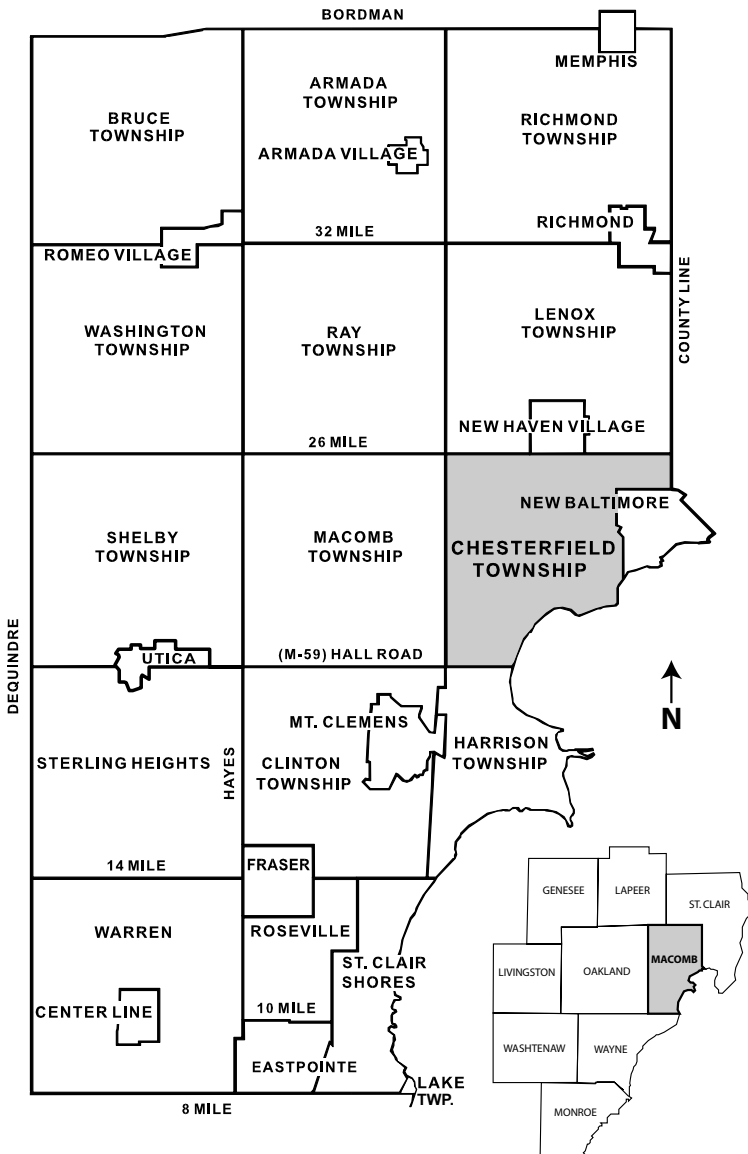 BORDMAN
MEMPHIS
ARMADA
TOWNSHIP
BRUCE
TOWNSHIP
RICHMOND
TOWNSHIP
ARMADA VILLAGE
RICHMOND
32 MILE
ROMEO VILLAGE
COUNTY LINE
LENOX
TOWNSHIP
WASHINGTON
TOWNSHIP
RAY
TOWNSHIP
NEW HAVEN VILLAGE
26 MILE
NEW BALTIMORE
SHELBY
TOWNSHIP
MACOMB
TOWNSHIP
CHESTERFIELD
TOWNSHIP
DEQUINDRE
UTICA
(M-59) HALL ROAD
N
MT. CLEMENS
STERLING HEIGHTS
HAYES
CLINTON
TOWNSHIP
HARRISON
TOWNSHIP
14 MILE
FRASER
WARREN
ROSEVILLE
ST. CLAIR
SHORES
CENTER LINE
10 MILE
EASTPOINTE
LAKE
TWP.
8 MILE
GENESEE
LAPEER
ST. CLAIR
LIVINGSTON
OAKLAND
MACOMB
WASHTENAW
WAYNE
MONROE